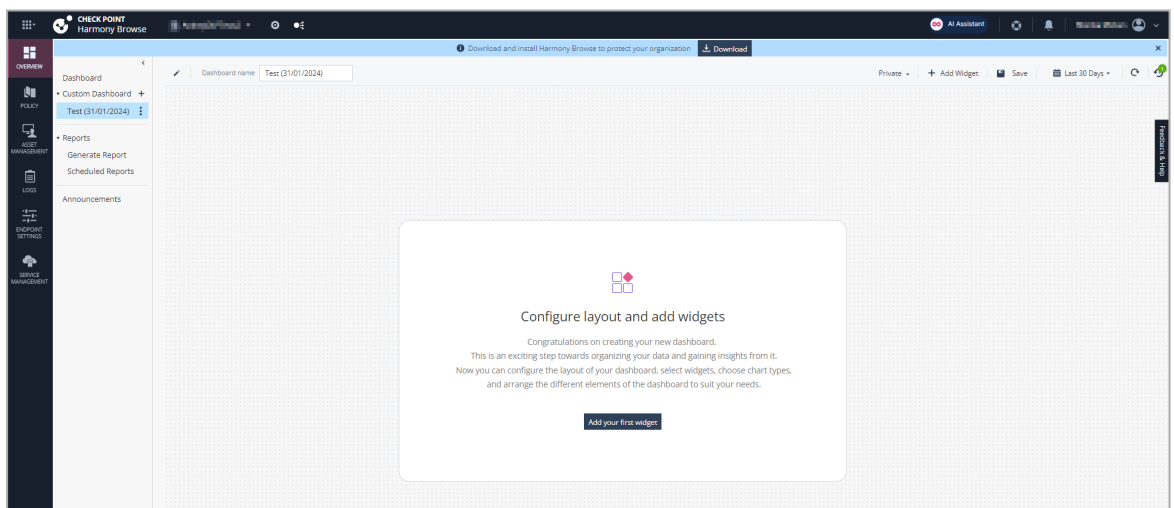 CHECK POINT
Harmony Browse
AI Assistant
Download and install Harmony Browse to protect your organization
Download
OVERVIEW
POLICY
ASSET
MANAGEMENT
LOGS
ENDPOINT
SETTINGS
SERVICE
MANAGEMENT
Dashboard
Custom Dashboard +
Test (31/01/2024)
Reports
Generate Report
Scheduled Reports
Announcements
Dashboard name Test (31/01/2024)
Private + Add Widget Save Last 30 Days
1
Feedback & Help
Configure layout and add widgets
Congratulations on creating your new dashboard.
This is an exciting step towards organizing your data and gaining insights from it.
Now you can configure the layout of your dashboard, select widgets, choose chart types,
and arrange the different elements of the dashboard to suit your needs.
Add your first widget